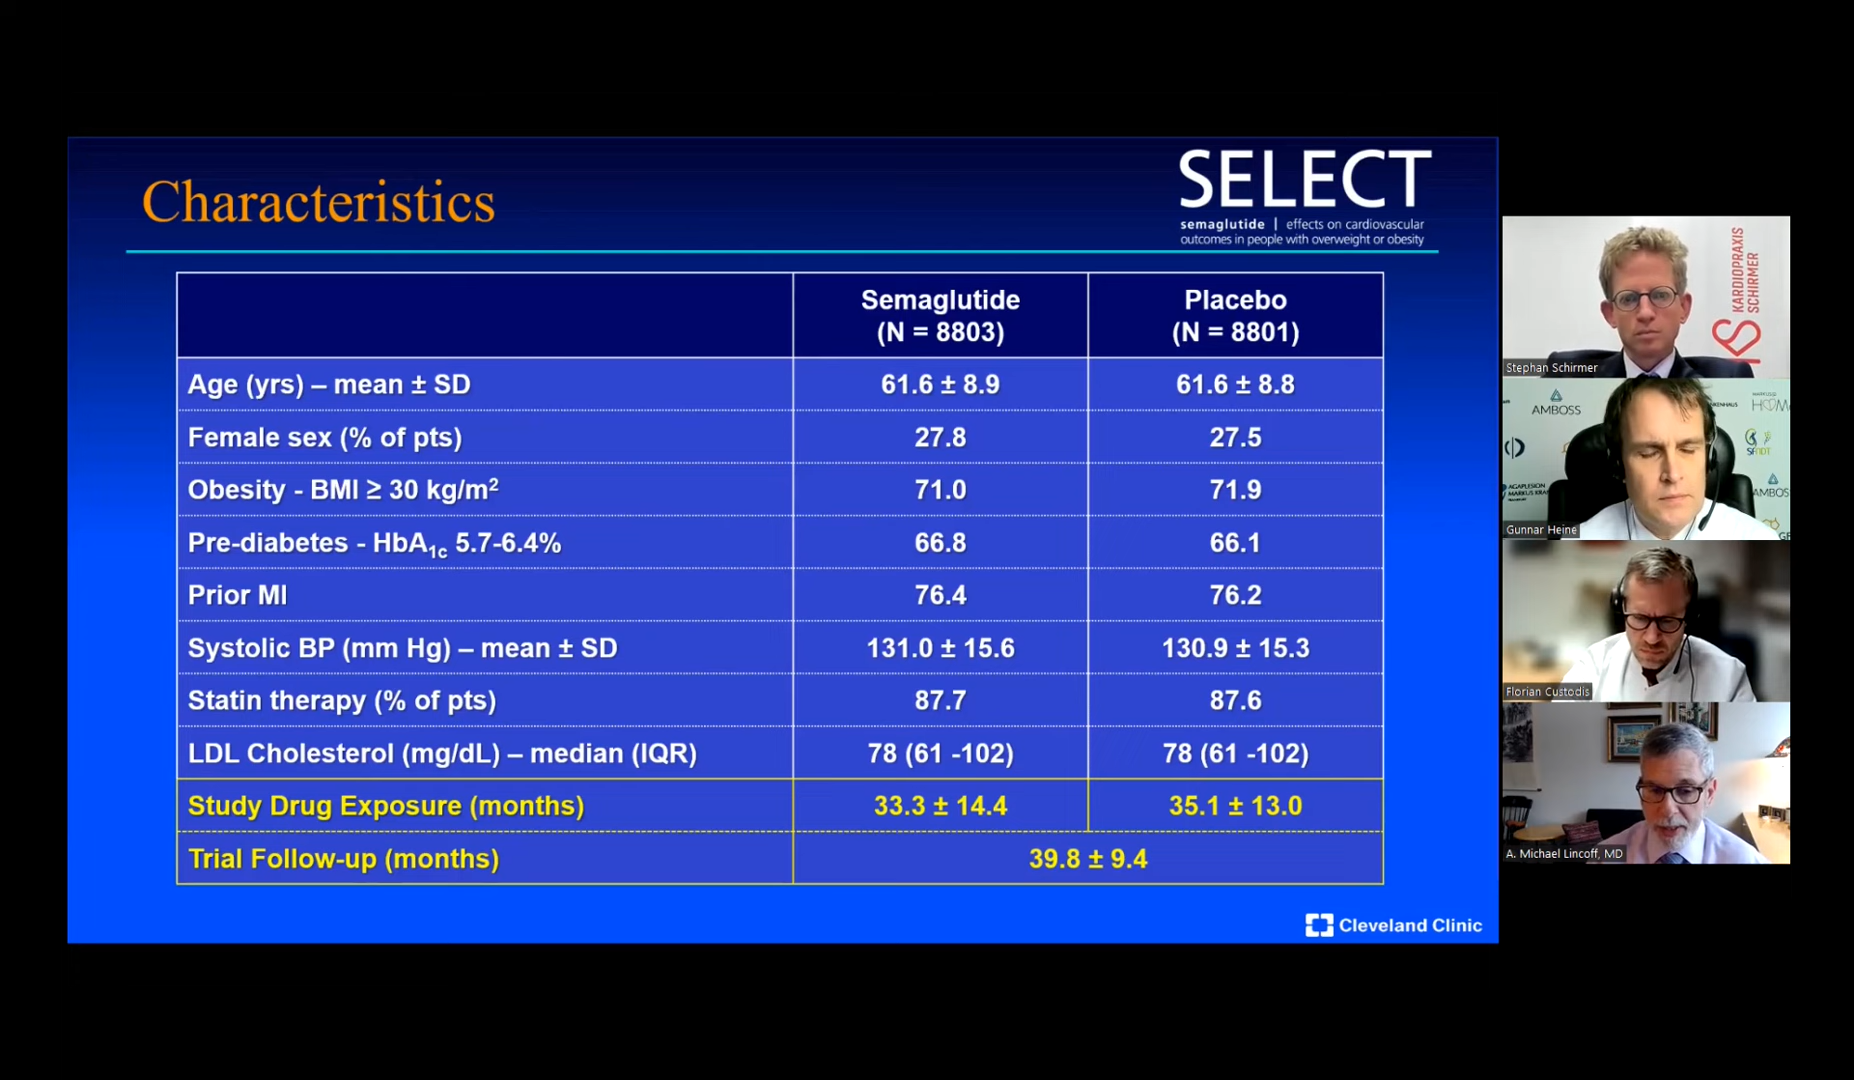 Characteristics
SELECT
semaglutide | effects on cardiovascular
outcomes in people with overweight or obesity
Semaglutide
(N = 8803)
Placebo
(N = 8801)
Age (yrs) – mean ± SD 61.6 ± 8.9 61.6 ± 8.8
Female sex (% of pts) 27.8 27.5
Obesity - BMI ≥ 30 kg/m² 71.0 71.9
Pre-diabetes - HbA₁c 5.7-6.4% 66.8 66.1
Prior MI 76.4 76.2
Systolic BP (mm Hg) – mean ± SD 131.0 ± 15.6 130.9 ± 15.3
Statin therapy (% of pts) 87.7 87.6
LDL Cholesterol (mg/dL) – median (IQR) 78 (61 -102) 78 (61 -102)
Study Drug Exposure (months) 33.3 ± 14.4 35.1 ± 13.0
Trial Follow-up (months) 39.8 ± 9.4
Cleveland Clinic
KARDIOPRAXIS
SCHIRMER
Stephan Schirmer
AMBOSS
AGAPLESION
AMBOSS
Gunnar Heine
Florian Custodis
A. Michael Lincoff, MD